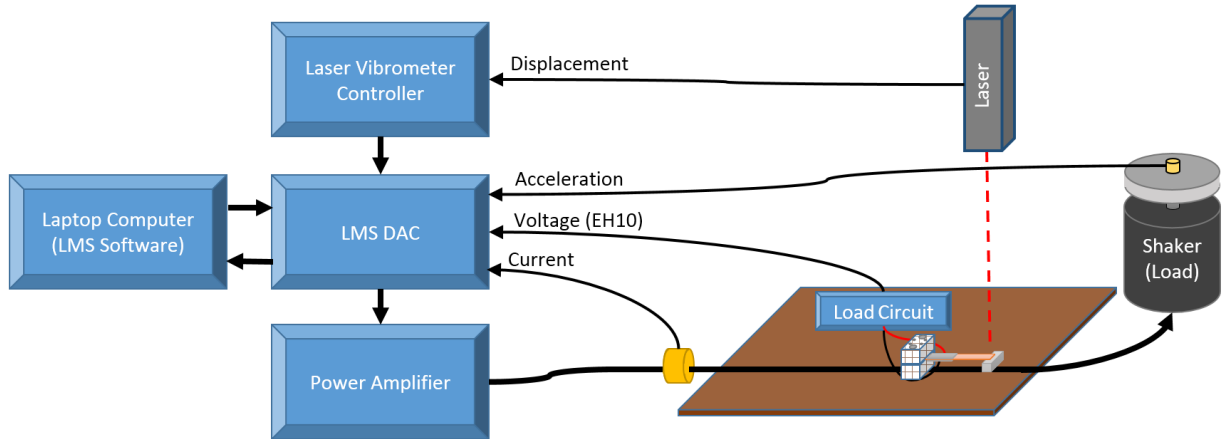 Laser Vibrometer
Controller
Displacement
Laser
Laptop Computer
(LMS Software)
LMS DAC
Acceleration
Voltage (EH10)
Current
Shaker
(Load)
Load Circuit
Power Amplifier